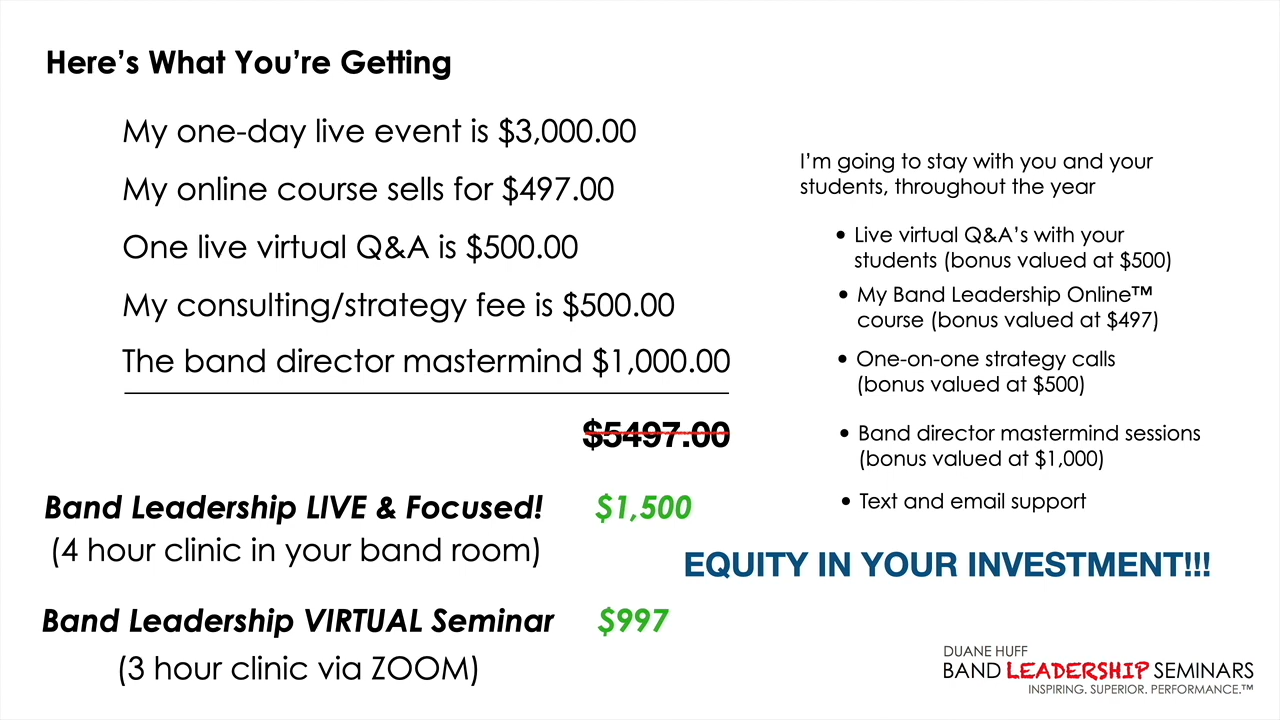 Here's What You're Getting
My one-day live event is $3,000.00
My online course sells for $497.00
One live virtual Q&A is $500.00
My consulting/strategy fee is $500.00
The band director mastermind $1,000.00
$5497.00
Band Leadership LIVE & Focused! $1,500
(4 hour clinic in your band room)
Band Leadership VIRTUAL Seminar $997
(3 hour clinic via ZOOM)
I'm going to stay with you and your
students, throughout the year
• Live virtual Q&A's with your
students (bonus valued at $500)
• My Band Leadership Online™
course (bonus valued at $497)
• One-on-one strategy calls
(bonus valued at $500)
• Band director mastermind sessions
(bonus valued at $1,000)
• Text and email support
EQUITY IN YOUR INVESTMENT!!!
DUANE HUFF
BAND LEADERSHIP SEMINARS
INSPIRING. SUPERIOR. PERFORMANCE.™